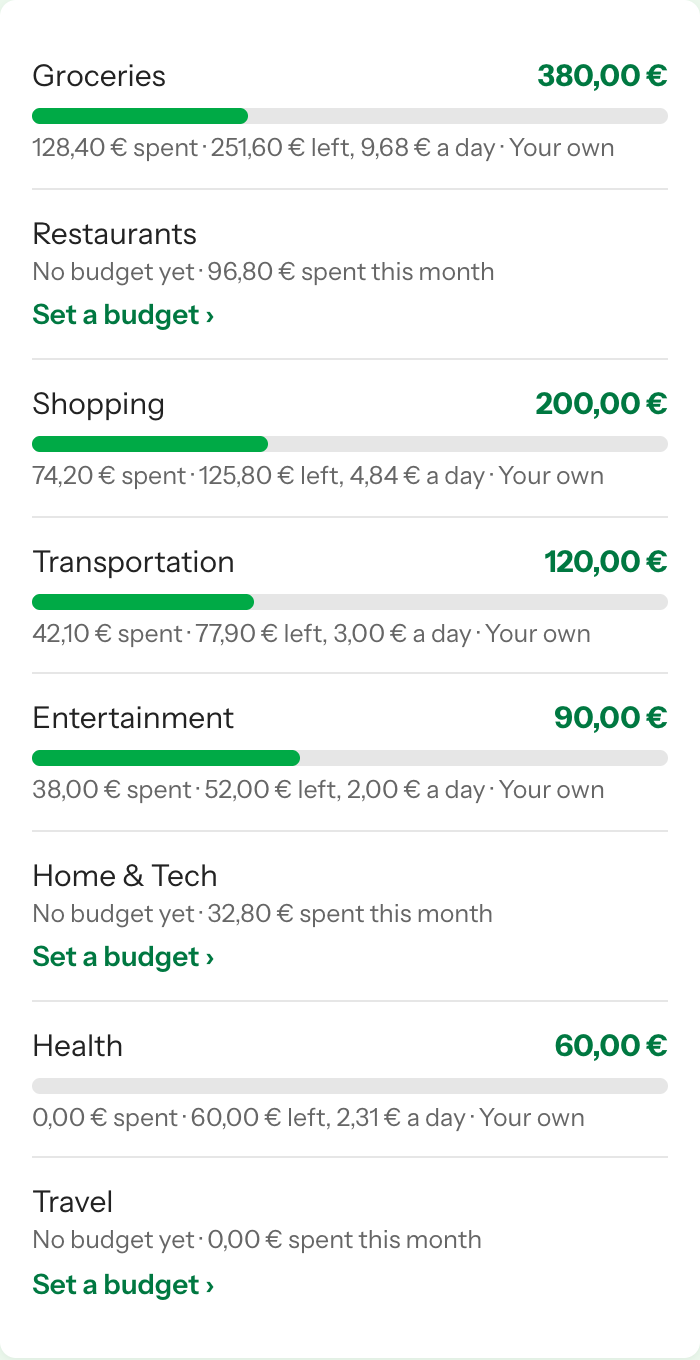 Groceries 380,00 €
128,40 € spent · 251,60 € left, 9,68 € a day · Your own
Restaurants
No budget yet · 96,80 € spent this month
Set a budget ›
Shopping 200,00 €
74,20 € spent · 125,80 € left, 4,84 € a day · Your own
Transportation 120,00 €
42,10 € spent · 77,90 € left, 3,00 € a day · Your own
Entertainment 90,00 €
38,00 € spent · 52,00 € left, 2,00 € a day · Your own
Home & Tech
No budget yet · 32,80 € spent this month
Set a budget ›
Health 60,00 €
0,00 € spent · 60,00 € left, 2,31 € a day · Your own
Travel
No budget yet · 0,00 € spent this month
Set a budget ›